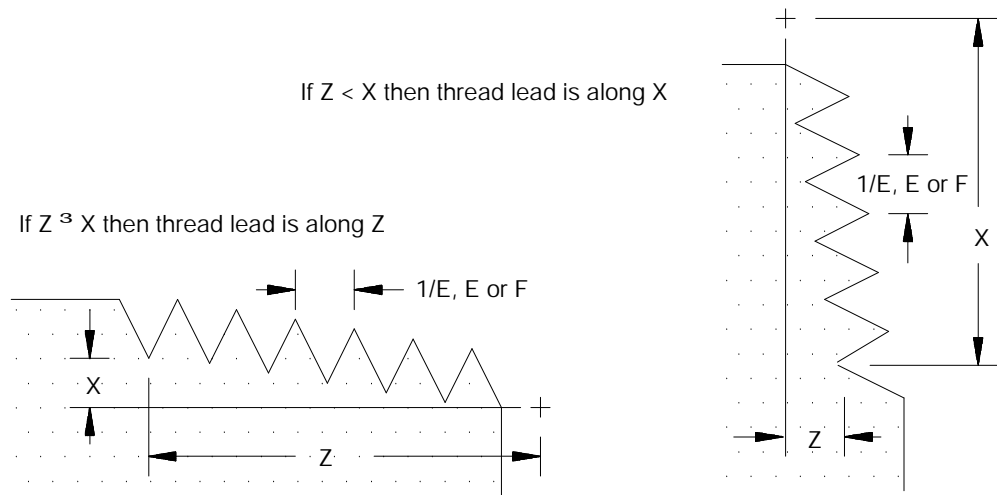 If Z < X then thread lead is along X
1/E, E or F
X
If Z ³ X then thread lead is along Z
1/E, E or F
X
Z
Z